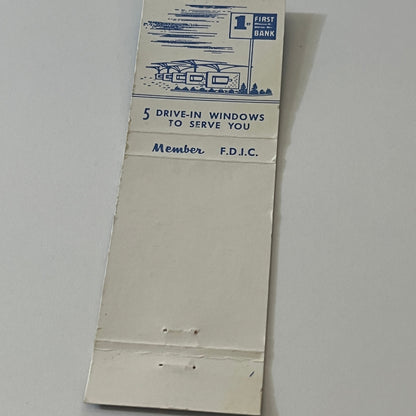 1st FIRST
BANK
5 DRIVE-IN WINDOWS
TO SERVE YOU
Member F.D.I.C.